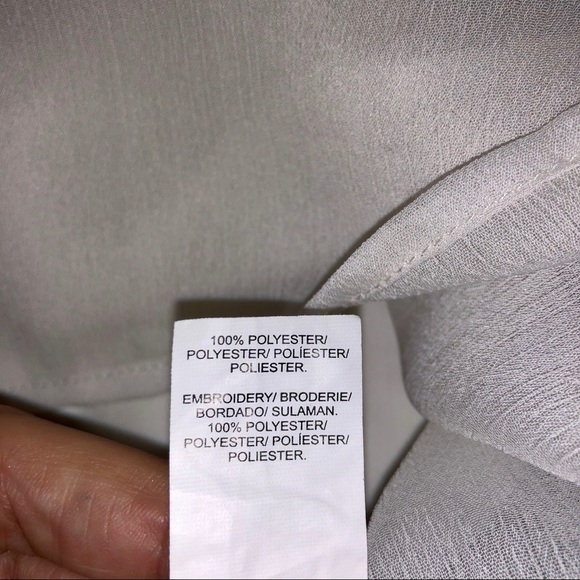 100% POLYESTER/
POLYESTER/ POLÍESTER/
POLIESTER.
EMBROIDERY/ BRODERIE/
BORDADO/ SULAMAN.
100% POLYESTER/
POLYESTER/ POLÍESTER/
POLIESTER.